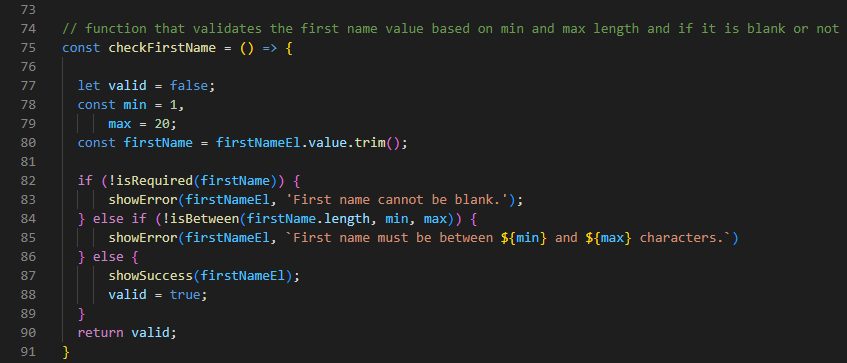 73
74 // function that validates the first name value based on min and max length and if it is blank or not
75 const checkFirstName = () => {
76
77 let valid = false;
78 const min = 1,
79 max = 20;
80 const firstName = firstNameEl.value.trim();
81
82 if (!isRequired(firstName)) {
83 showError(firstNameEl, 'First name cannot be blank.');
84 } else if (!isBetween(firstName.length, min, max)) {
85 showError(firstNameEl, `First name must be between ${min} and ${max} characters.`)
86 } else {
87 showSuccess(firstNameEl);
88 valid = true;
89 }
90 return valid;
91 }